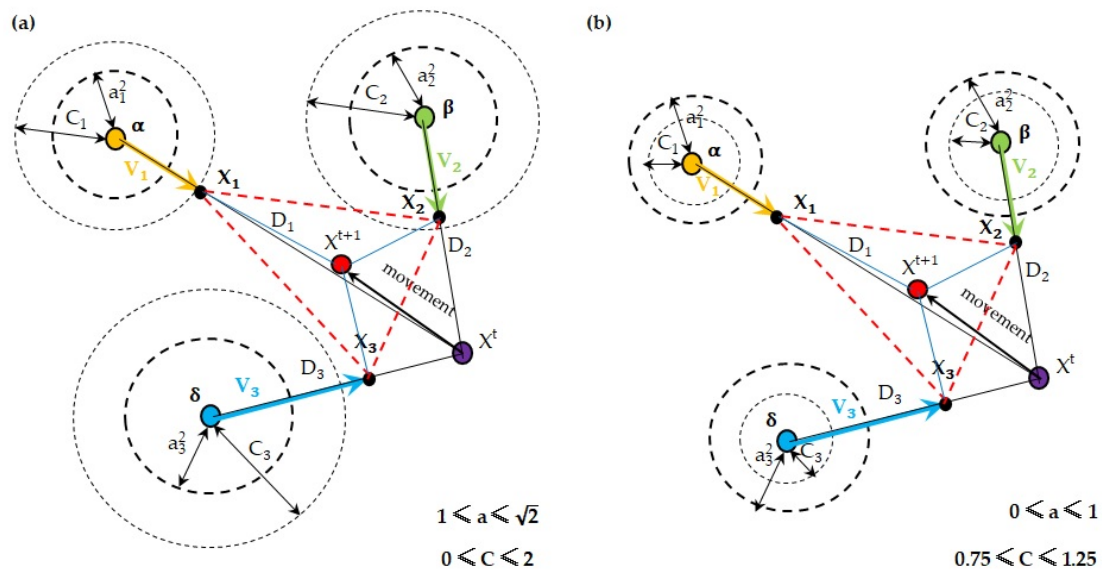 (a)
a₁²
C₁
α
V₁
X₁
a₂²
C₂
β
V₂
X₂
D₁
D₂
Xᵗ⁺¹
movement
Xᵗ
X₃
D₃
V₃
δ
a₃²
C₃
1 ⩽ a ⩽ √2
0 ⩽ C ⩽ 2
(b)
a₁²
C₁
α
V₁
X₁
a₂²
C₂
β
V₂
X₂
D₁
D₂
Xᵗ⁺¹
movement
Xᵗ
X₃
D₃
V₃
δ
a₃²
C₃
0 ⩽ a ⩽ 1
0.75 ⩽ C ⩽ 1.25